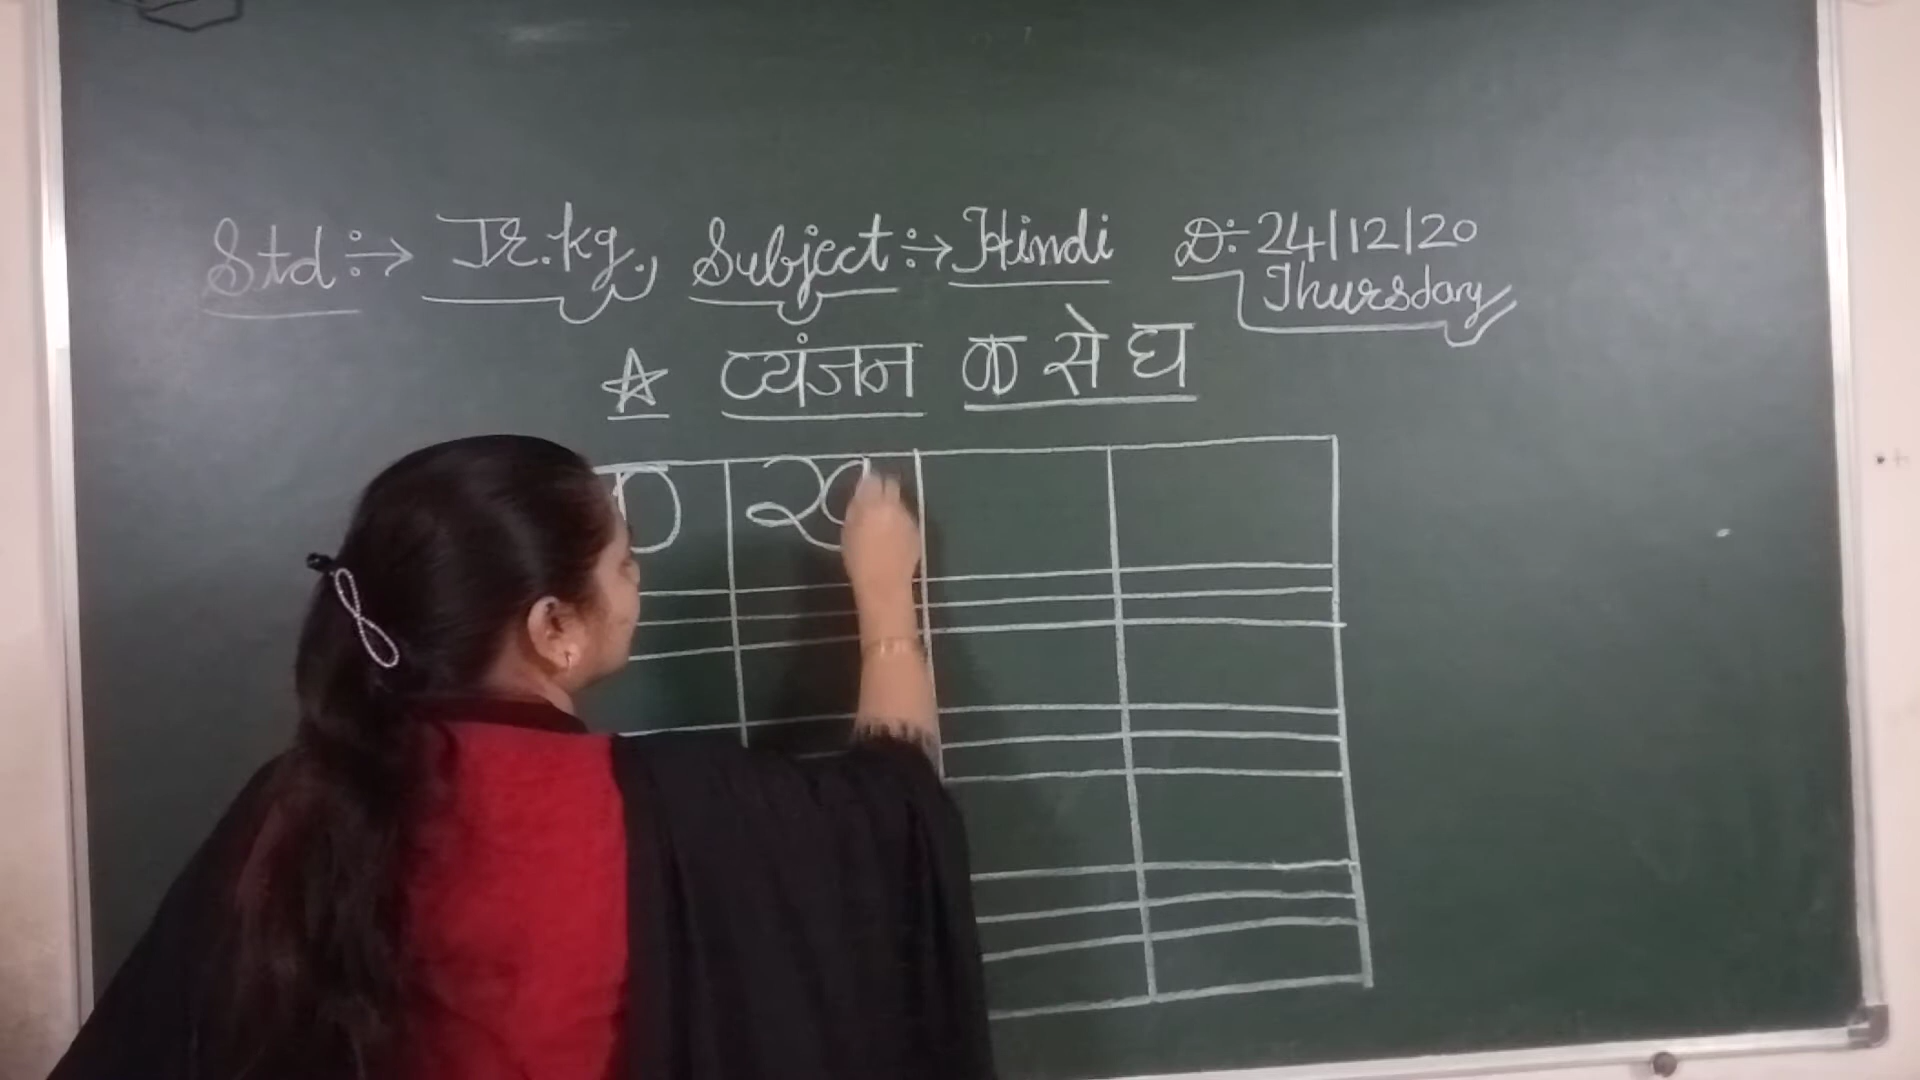 Std :→ Jr.kg., Subject :→ Hindi D:- 24/12/20
Thursday
☆ व्यंजन क से घ
क ख